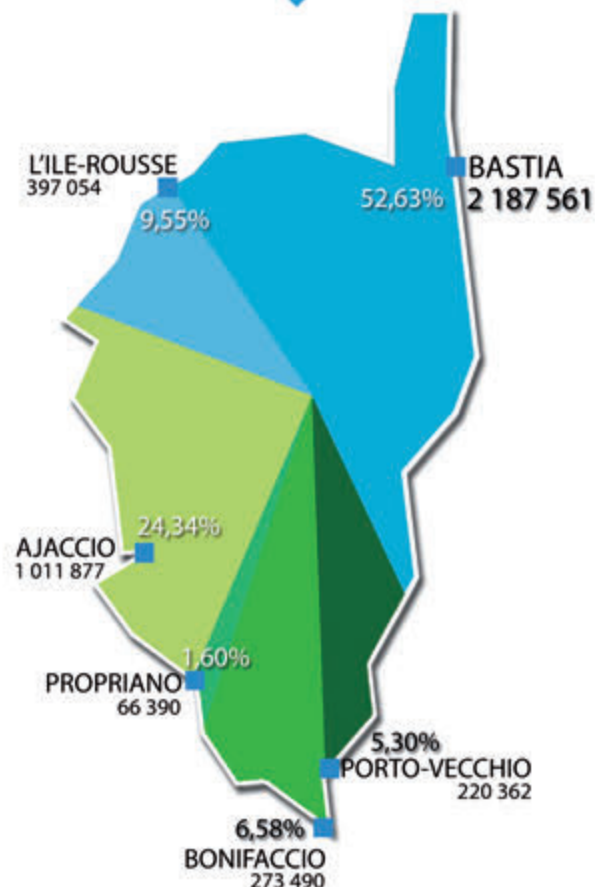 L'ILE-ROUSSE
397 054
9,55%
BASTIA
52,63%
2 187 561
24,34%
AJACCIO
1 011 877
1,60%
PROPRIANO
66 390
5,30%
PORTO-VECCHIO
220 362
6,58%
BONIFACCIO
273 490